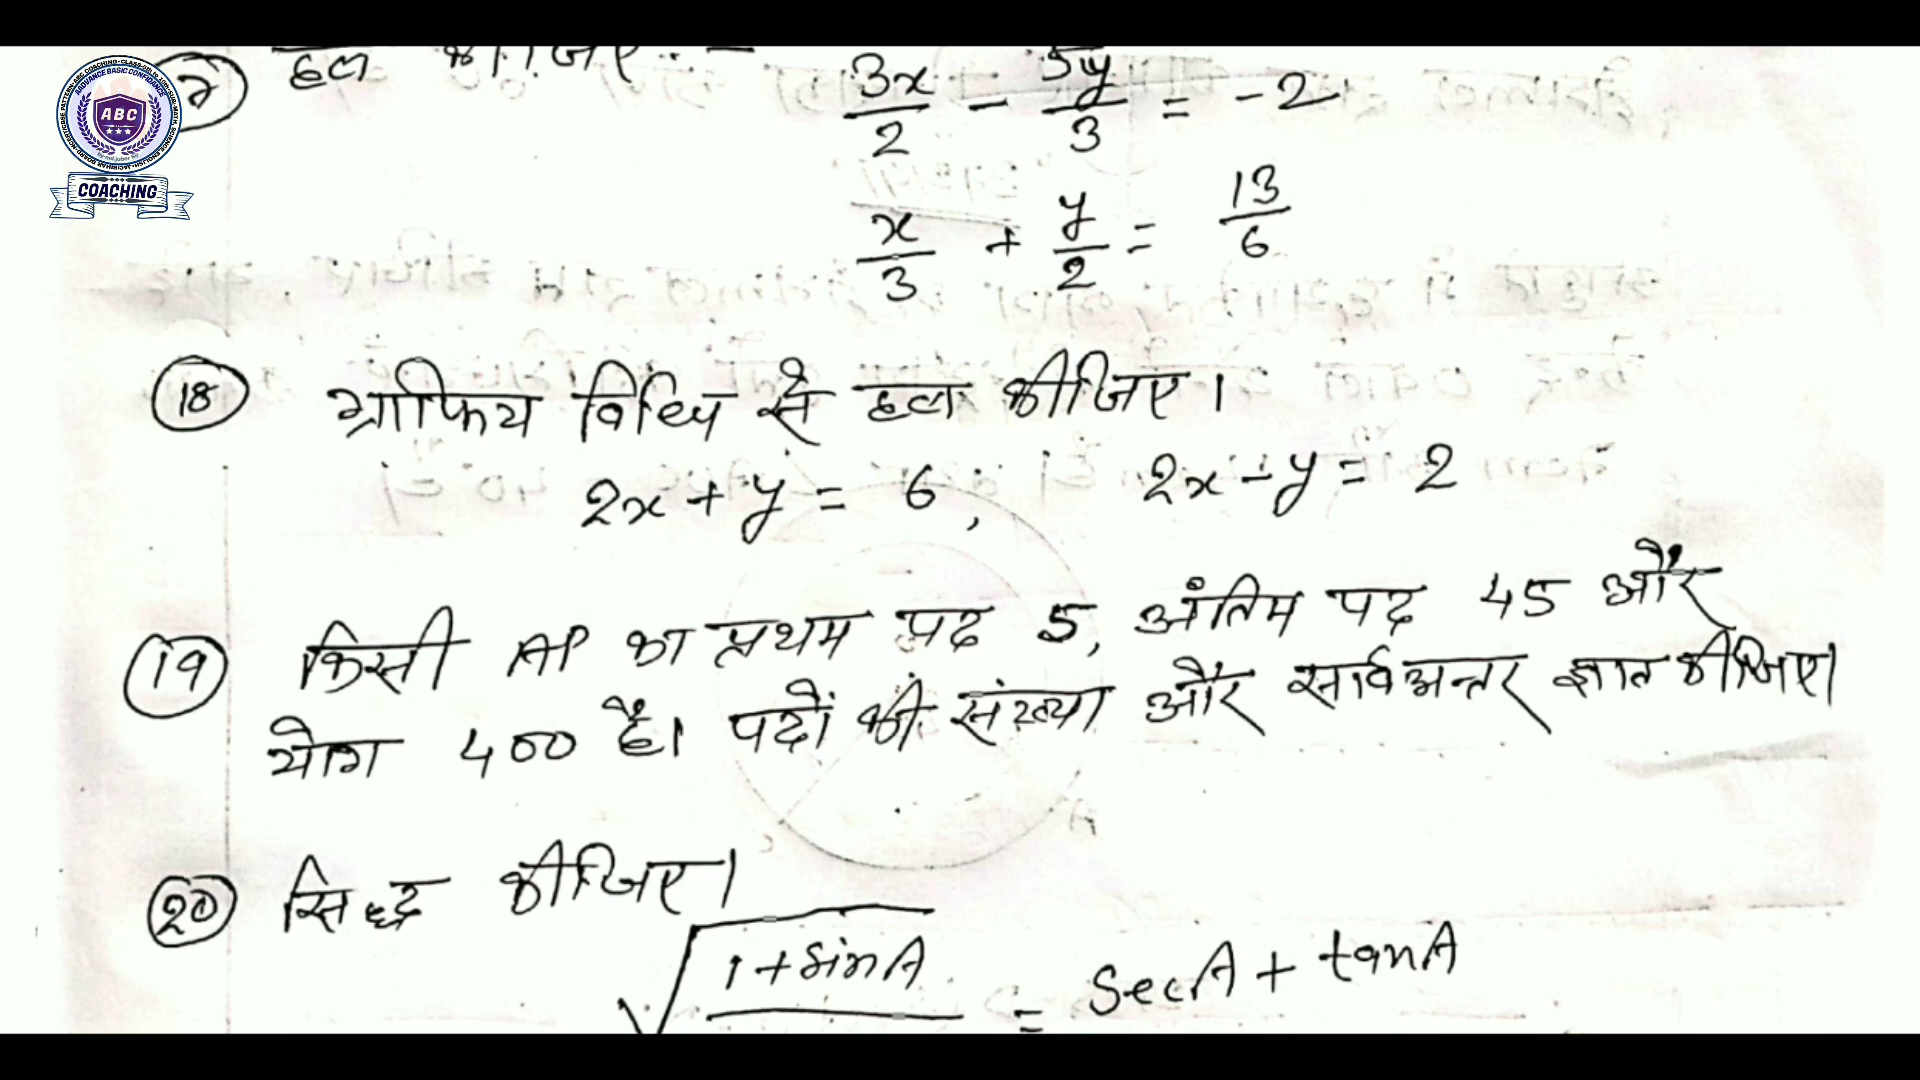 हल कीजिए -
3x/2 - 5y/3 = -2
x/3 + y/2 = 13/6
18 ग्राफिय विधि से हल कीजिए।
2x + y = 6, 2x - y = 2
19 किसी AP का प्रथम पद 5, अंतिम पद 45 और
योग 400 है। पदों की संख्या और सार्वअन्तर ज्ञात कीजिए।
20 सिद्ध कीजिए।
√1 + sinA = secA + tanA
ABC
COACHING